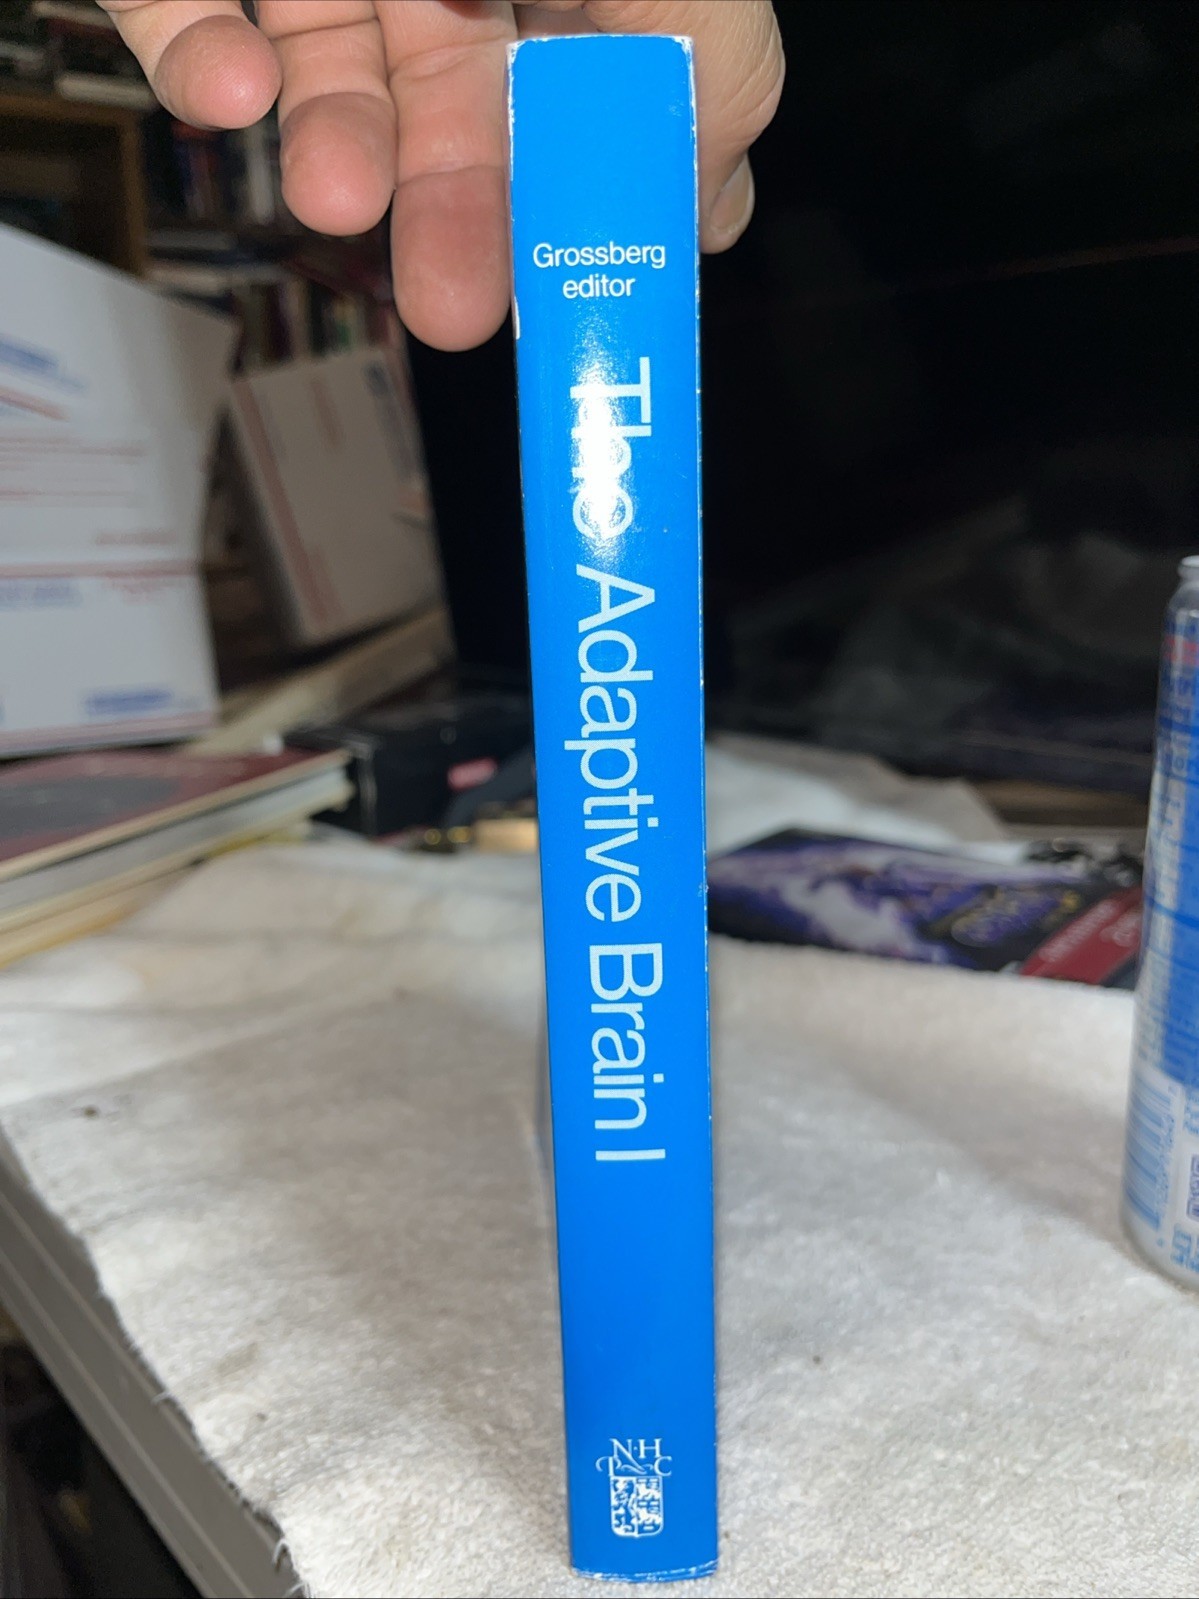 Grossberg
editor
The Adaptive Brain I
N·H